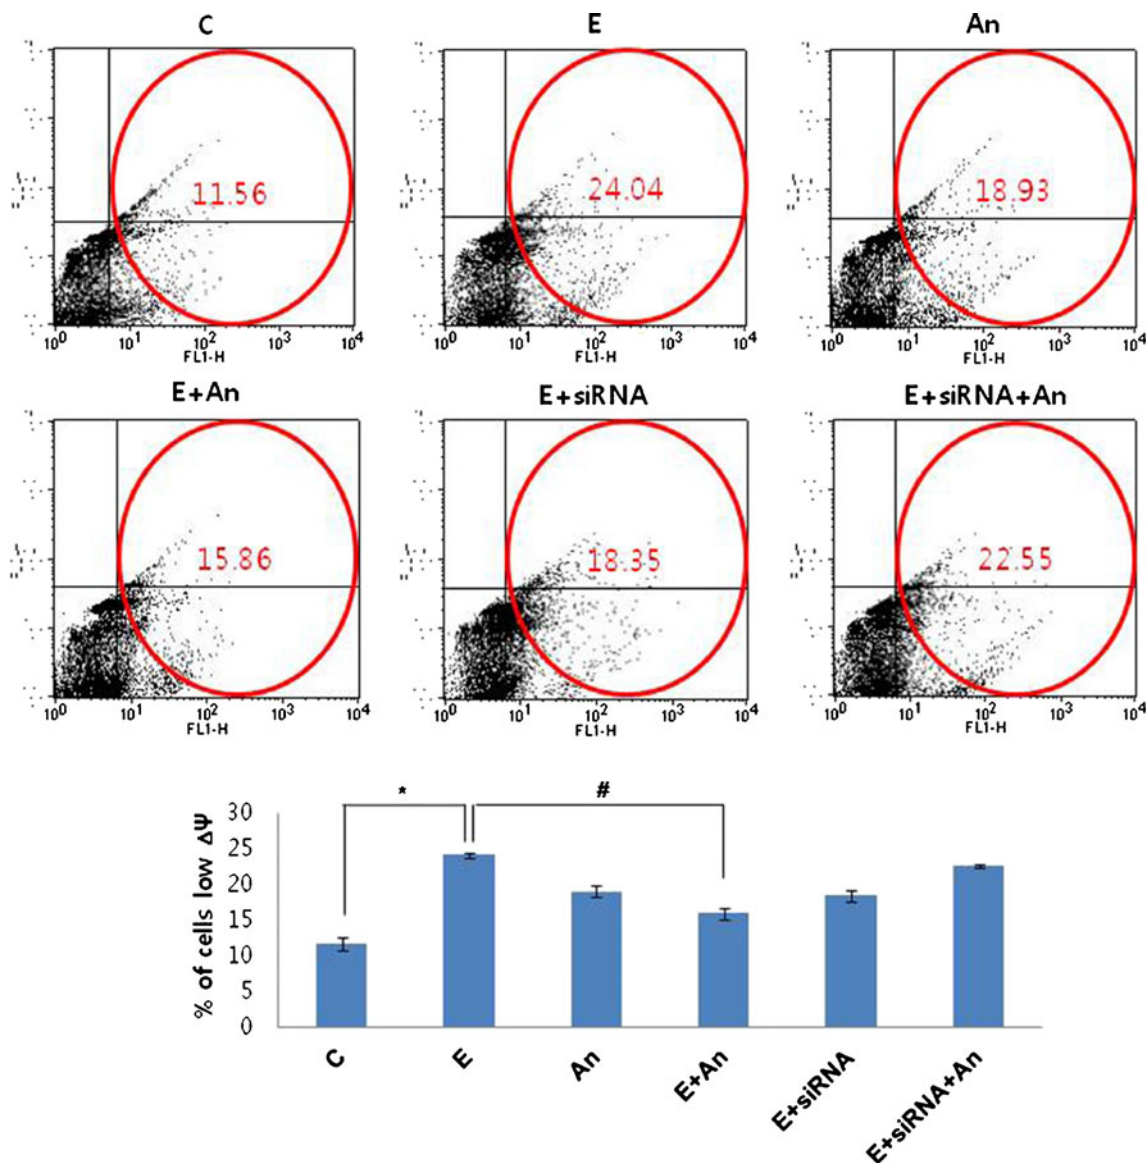 C E An
11.56 24.04 18.93
10⁰ 10¹ 10² 10³ 10⁴ 10⁰ 10¹ 10² 10³ 10⁴ 10⁰ 10¹ 10² 10³ 10⁴
FL1-H FL1-H FL1-H
E+An E+siRNA E+siRNA+An
15.86 18.35 22.55
10⁰ 10¹ 10² 10³ 10⁴ 10⁰ 10¹ 10² 10³ 10⁴ 10⁰ 10¹ 10² 10³ 10⁴
FL1-H FL1-H FL1-H
% of cells low ΔΨ
30
25
20
15
10
5
0
* #
C E An E+An E+siRNA E+siRNA+An